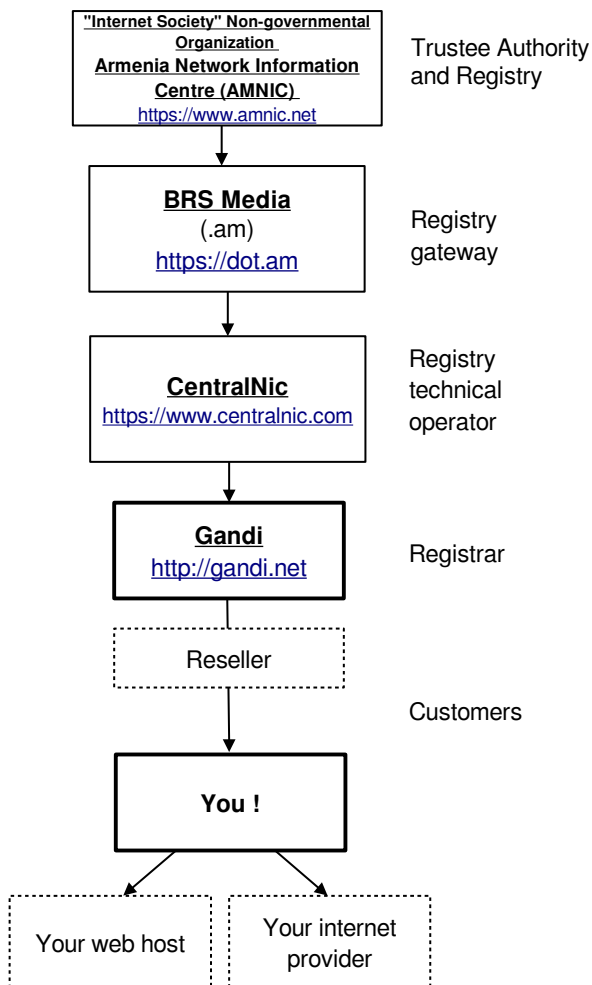 "Internet Society" Non-governmental
Organization
Armenia Network Information
Centre (AMNIC)
https://www.amnic.net
Trustee Authority
and Registry
BRS Media
(.am)
https://dot.am
Registry
gateway
CentralNic
https://www.centralnic.com
Registry
technical
operator
Gandi
http://gandi.net
Registrar
Reseller
Customers
You !
Your web host
Your internet
provider